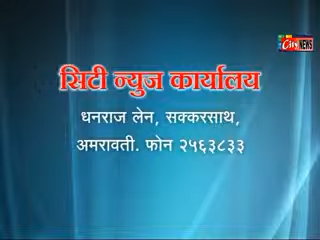 City NEWS
सिटी न्युज कार्यालय
धनराज लेन, सक्करसाथ,
अमरावती. फोन २५६३८३३